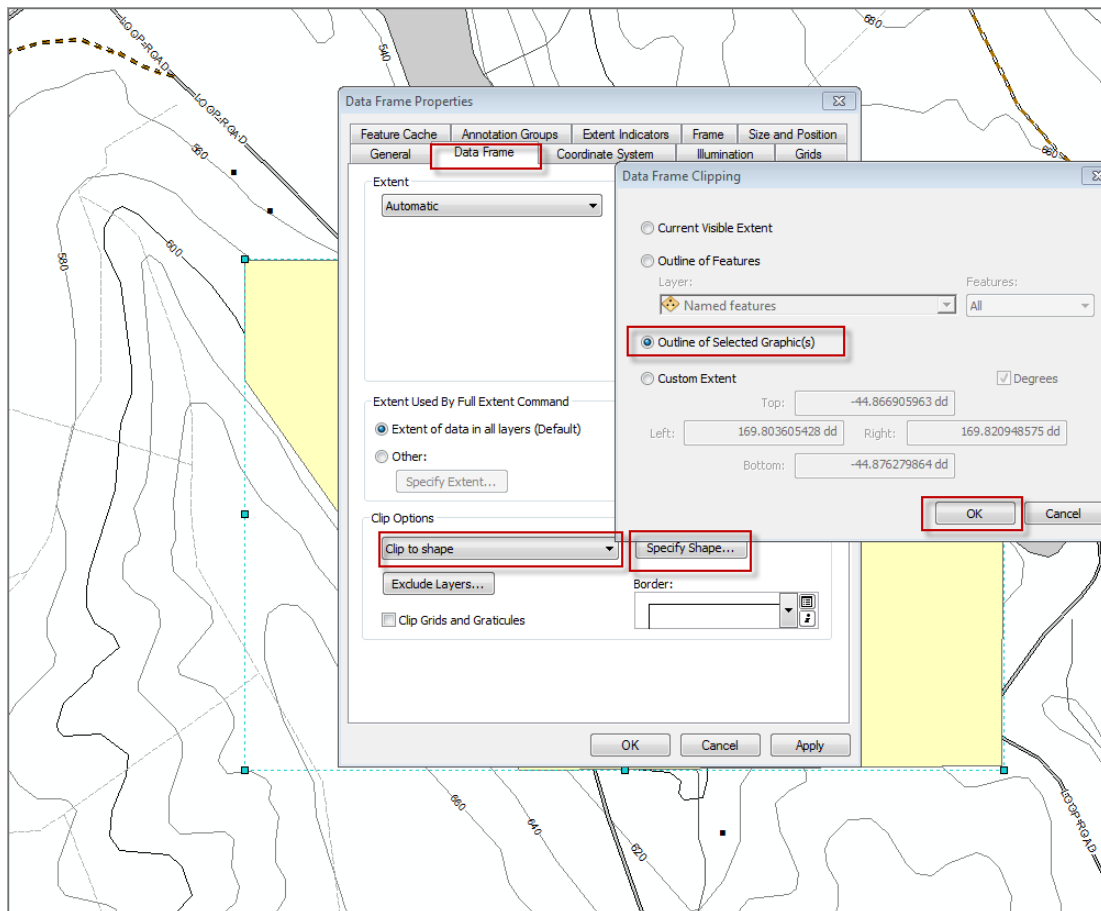 LOOP-ROAD
540
680
LOOP-ROAD
560
680
600
580
Data Frame Properties
Feature Cache Annotation Groups Extent Indicators Frame Size and Position
General Data Frame Coordinate System Illumination Grids
Extent
Automatic
Extent Used By Full Extent Command
Extent of data in all layers (Default)
Other:
Specify Extent...
Clip Options
Clip to shape Specify Shape...
Exclude Layers... Border:
Clip Grids and Graticules
OK Cancel Apply
Data Frame Clipping
Current Visible Extent
Outline of Features
Layer: Features:
Named features All
Outline of Selected Graphic(s)
Custom Extent Degrees
Top: -44.866905963 dd
Left: 169.803605428 dd Right: 169.820948575 dd
Bottom: -44.876279864 dd
OK Cancel
660
640
620
LOOP-ROAD